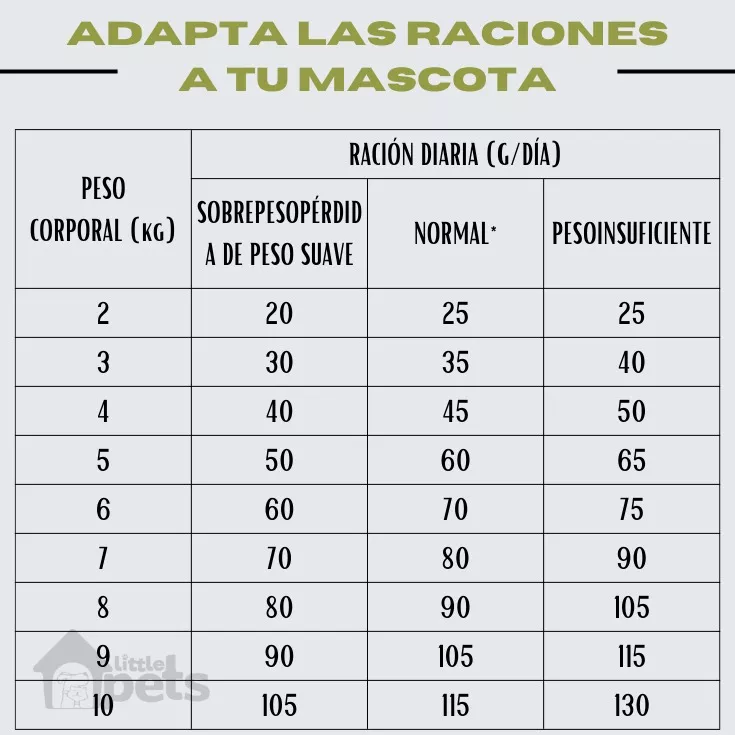 ADAPTA LAS RACIONES
A TU MASCOTA
PESO
CORPORAL (KG)
RACIÓN DIARIA (G/DÍA)
SOBREPESOPÉRDID
A DE PESO SUAVE
NORMAL*
PESOINSUFICIENTE
2 20 25 25
3 30 35 40
4 40 45 50
5 50 60 65
6 60 70 75
7 70 80 90
8 80 90 105
9 90 105 115
10 105 115 130
little
pets